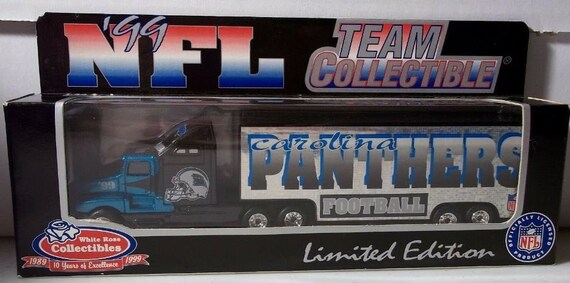 '99
NFL
TEAM
COLLECTIBLE
®
99
Carolina
PANTHERS
FOOTBALL
White Rose
Collectibles
1989 10 Years of Excellence 1999
Limited Edition
OFFICIALLY LICENSED
NFL
PRODUCT